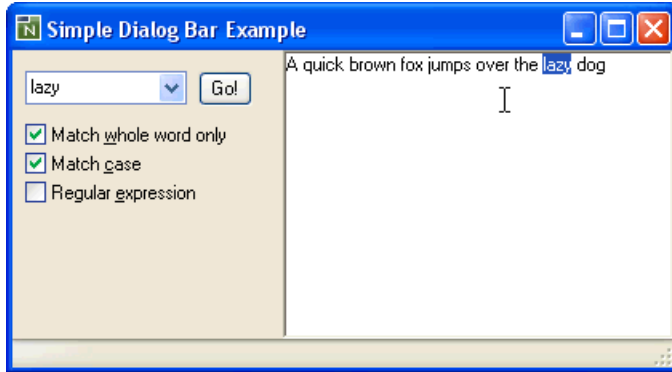 Simple Dialog Bar Example
lazy
Go!
Match whole word only
Match case
Regular expression
A quick brown fox jumps over the lazy dog